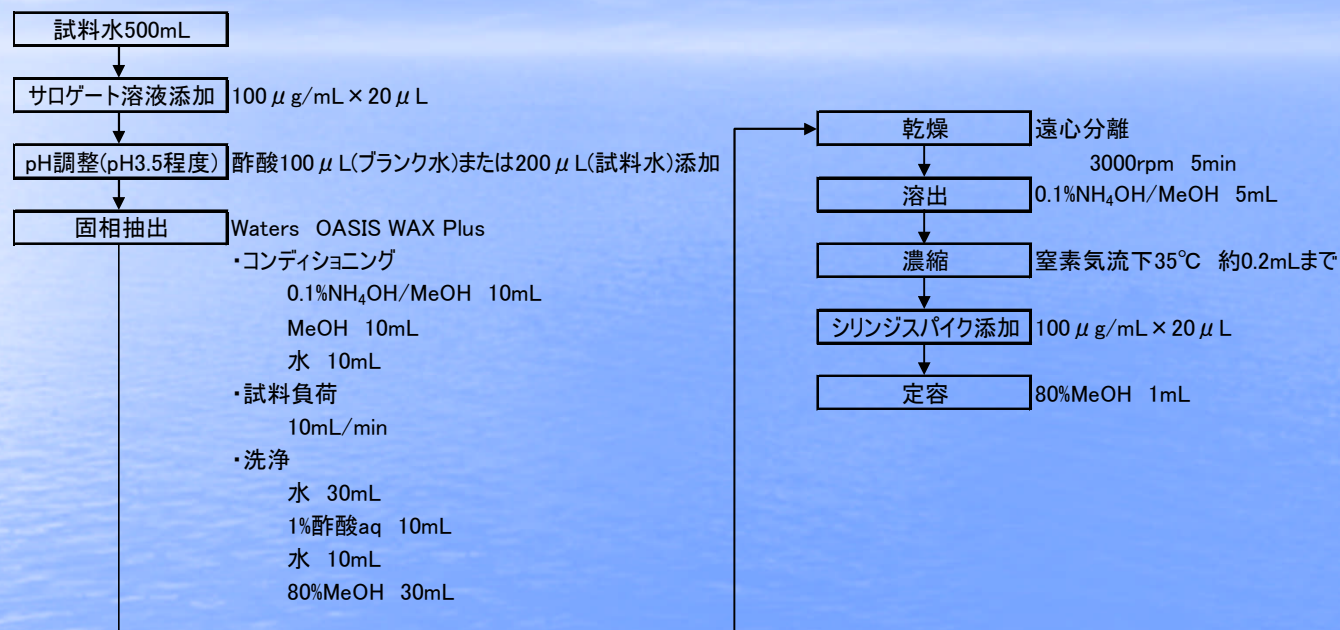 試料水500mL
サロゲート溶液添加 100μg/mL×20μL
pH調整(pH3.5程度) 酢酸100μL(ブランク水)または200μL(試料水)添加
固相抽出 Waters OASIS WAX Plus
・コンディショニング
0.1%NH₄OH/MeOH 10mL
MeOH 10mL
水 10mL
・試料負荷
10mL/min
・洗浄
水 30mL
1%酢酸aq 10mL
水 10mL
80%MeOH 30mL
乾燥 遠心分離
3000rpm 5min
溶出 0.1%NH₄OH/MeOH 5mL
濃縮 窒素気流下35℃ 約0.2mLまで
シリンジスパイク添加 100μg/mL×20μL
定容 80%MeOH 1mL